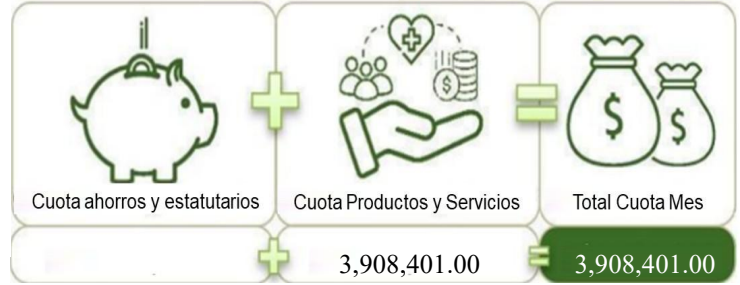 Cuota ahorros y estatutarios
Cuota Productos y Servicios
Total Cuota Mes
+ 3,908,401.00 = 3,908,401.00